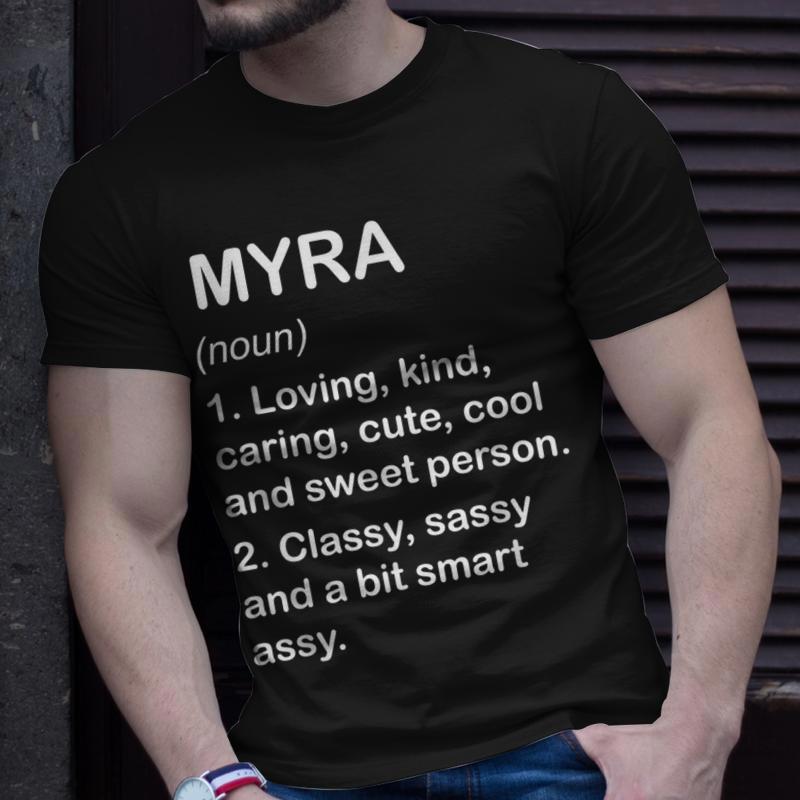 MYRA
(noun)
1. Loving, kind,
caring, cute, cool
and sweet person.
2. Classy, sassy
and a bit smart
assy.